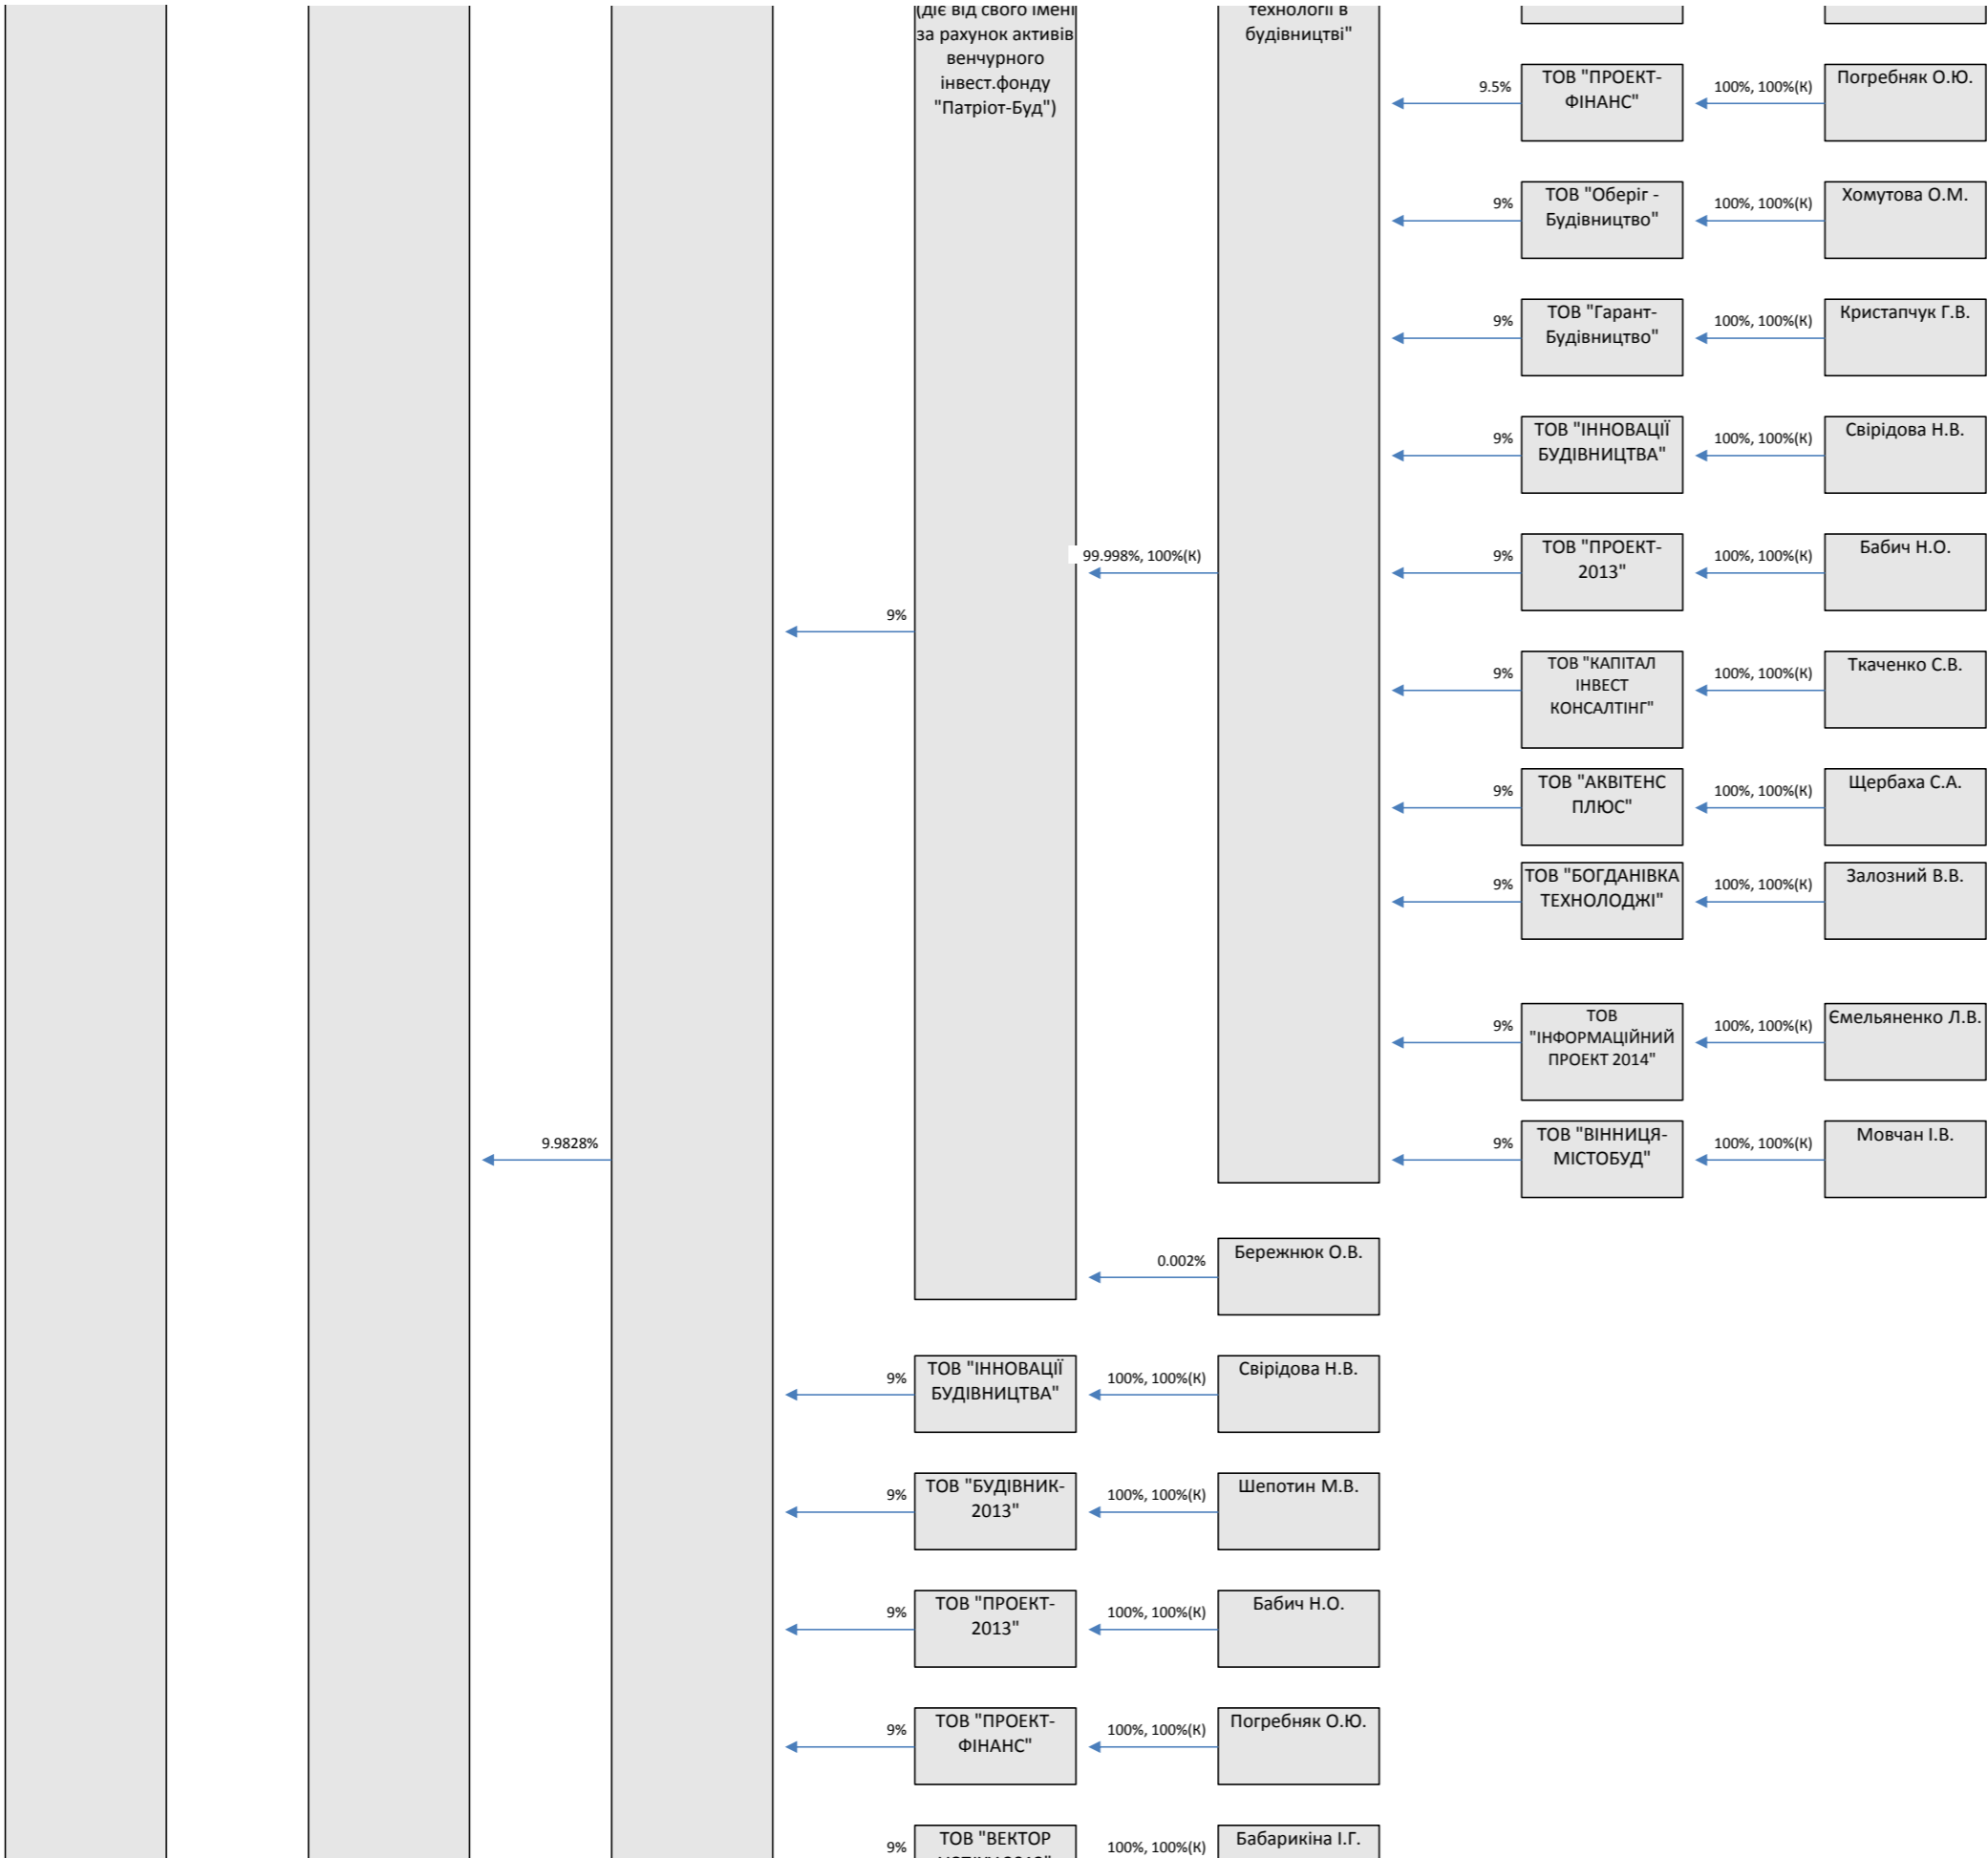 (діє від свого імені
за рахунок активів
венчурного
інвест.фонду
"Патріот-Буд")
технології в
будівництві"
9.5%
ТОВ "ПРОЕКТ-
ФІНАНС"
100%, 100%(К)
Погребняк О.Ю.
9%
ТОВ "Оберіг -
Будівництво"
100%, 100%(К)
Хомутова О.М.
9%
ТОВ "Гарант-
Будівництво"
100%, 100%(К)
Кристапчук Г.В.
9%
ТОВ "ІННОВАЦІЇ
БУДІВНИЦТВА"
100%, 100%(К)
Свірідова Н.В.
99.998%, 100%(К)
9%
ТОВ "ПРОЕКТ-
2013"
100%, 100%(К)
Бабич Н.О.
9%
9%
ТОВ "КАПІТАЛ
ІНВЕСТ
КОНСАЛТІНГ"
100%, 100%(К)
Ткаченко С.В.
9%
ТОВ "АКВІТЕНС
ПЛЮС"
100%, 100%(К)
Щербаха С.А.
9%
ТОВ "БОГДАНІВКА
ТЕХНОЛОДЖІ"
100%, 100%(К)
Залозний В.В.
9%
ТОВ
"ІНФОРМАЦІЙНИЙ
ПРОЕКТ 2014"
100%, 100%(К)
Ємельяненко Л.В.
9.9828%
9%
ТОВ "ВІННИЦЯ-
МІСТОБУД"
100%, 100%(К)
Мовчан І.В.
0.002%
Бережнюк О.В.
9%
ТОВ "ІННОВАЦІЇ
БУДІВНИЦТВА"
100%, 100%(К)
Свірідова Н.В.
9%
ТОВ "БУДІВНИК-
2013"
100%, 100%(К)
Шепотин М.В.
9%
ТОВ "ПРОЕКТ-
2013"
100%, 100%(К)
Бабич Н.О.
9%
ТОВ "ПРОЕКТ-
ФІНАНС"
100%, 100%(К)
Погребняк О.Ю.
9%
ТОВ "ВЕКТОР
100%, 100%(К)
Бабарикіна І.Г.